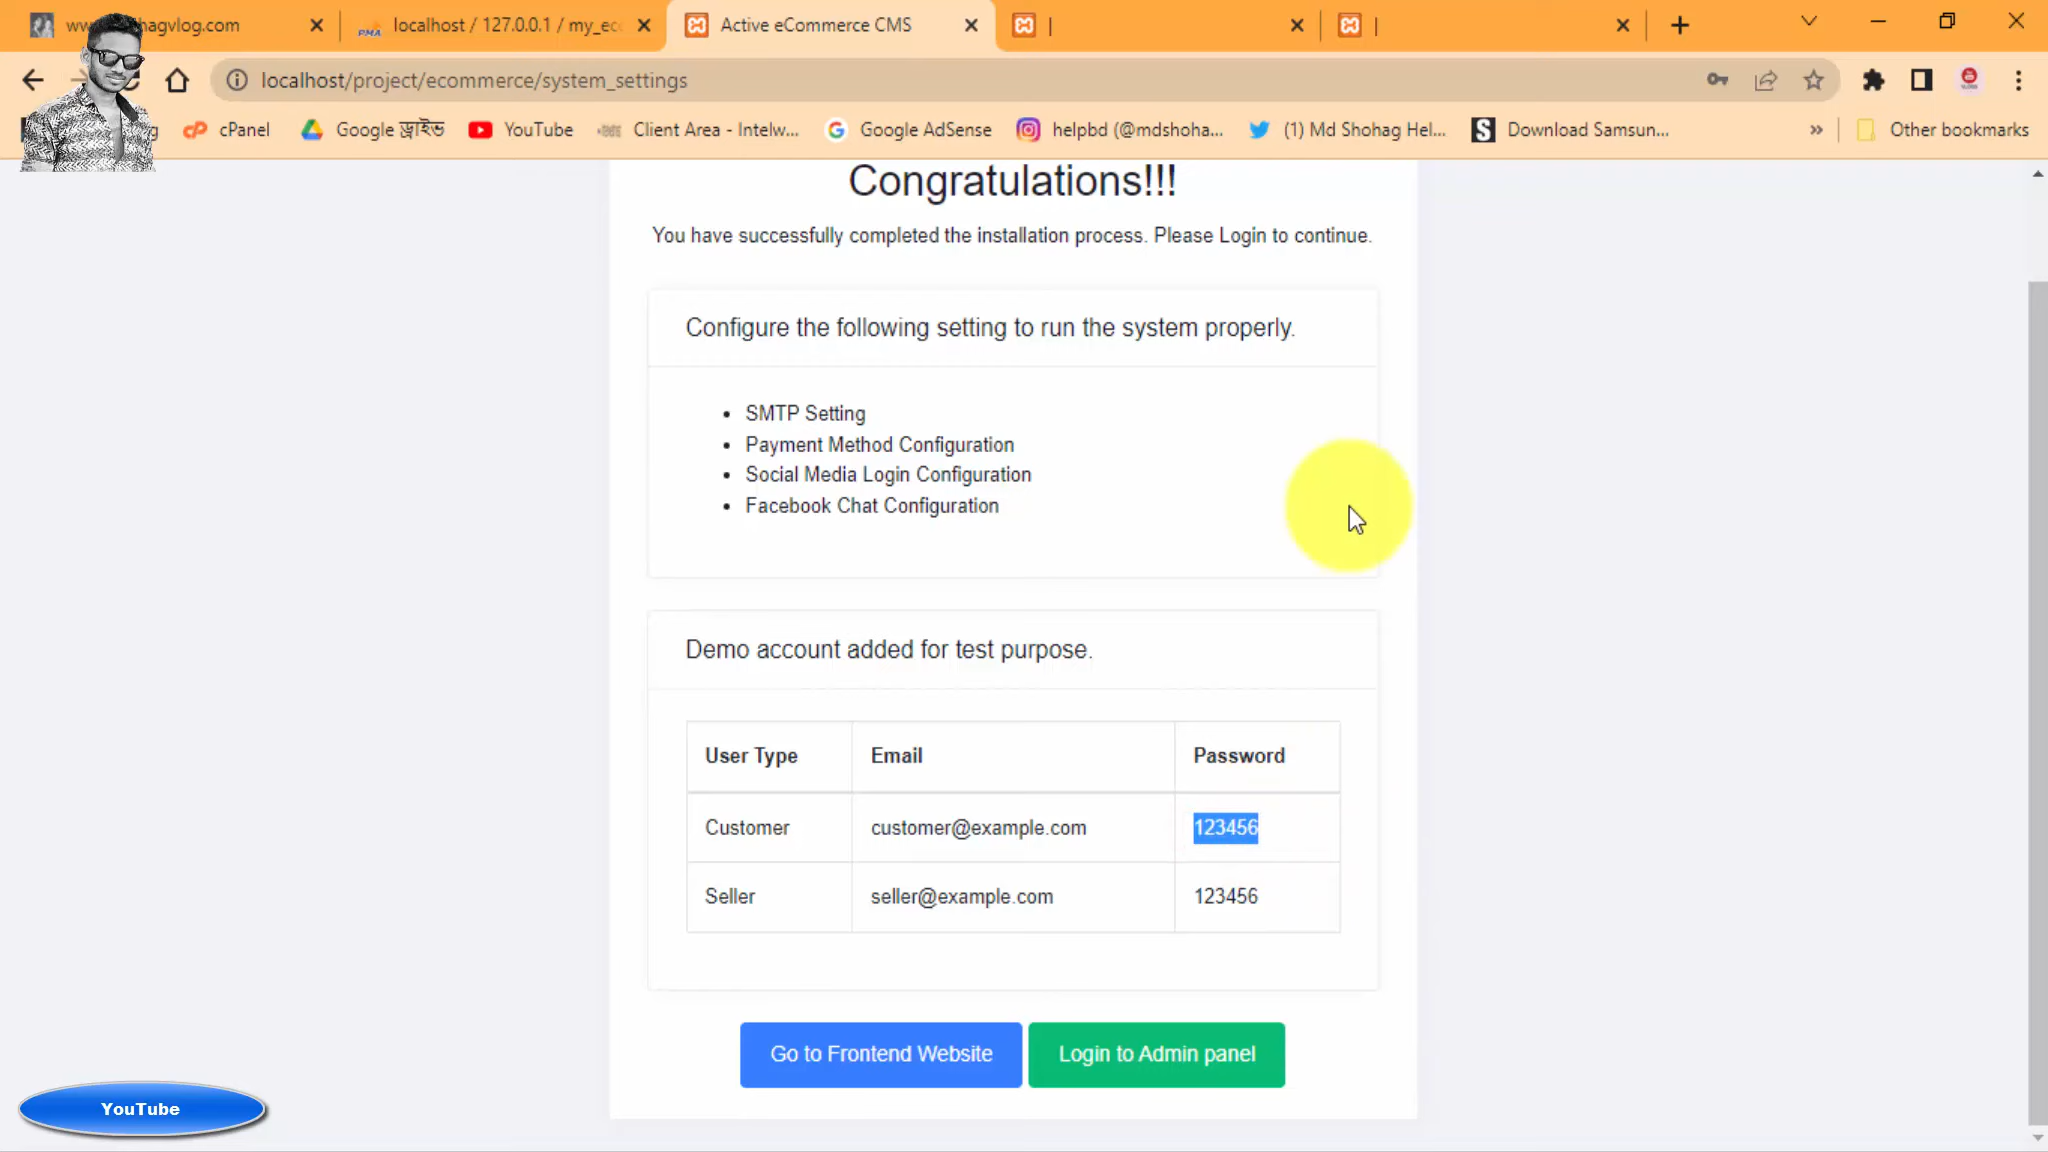 www. hagvlog.com
localhost / 127.0.0.1 / my_ec
Active eCommerce CMS
localhost/project/ecommerce/system_settings
g
cPanel
Google ড্রাইভ
YouTube
Client Area - Intelw...
Google AdSense
helpbd (@mdshoha...
(1) Md Shohag Hel...
Download Samsun...
»
Other bookmarks
Congratulations!!!
You have successfully completed the installation process. Please Login to continue.
Configure the following setting to run the system properly.
• SMTP Setting
• Payment Method Configuration
• Social Media Login Configuration
• Facebook Chat Configuration
Demo account added for test purpose.
User Type Email Password
Customer customer@example.com 123456
Seller seller@example.com 123456
Go to Frontend Website Login to Admin panel
YouTube